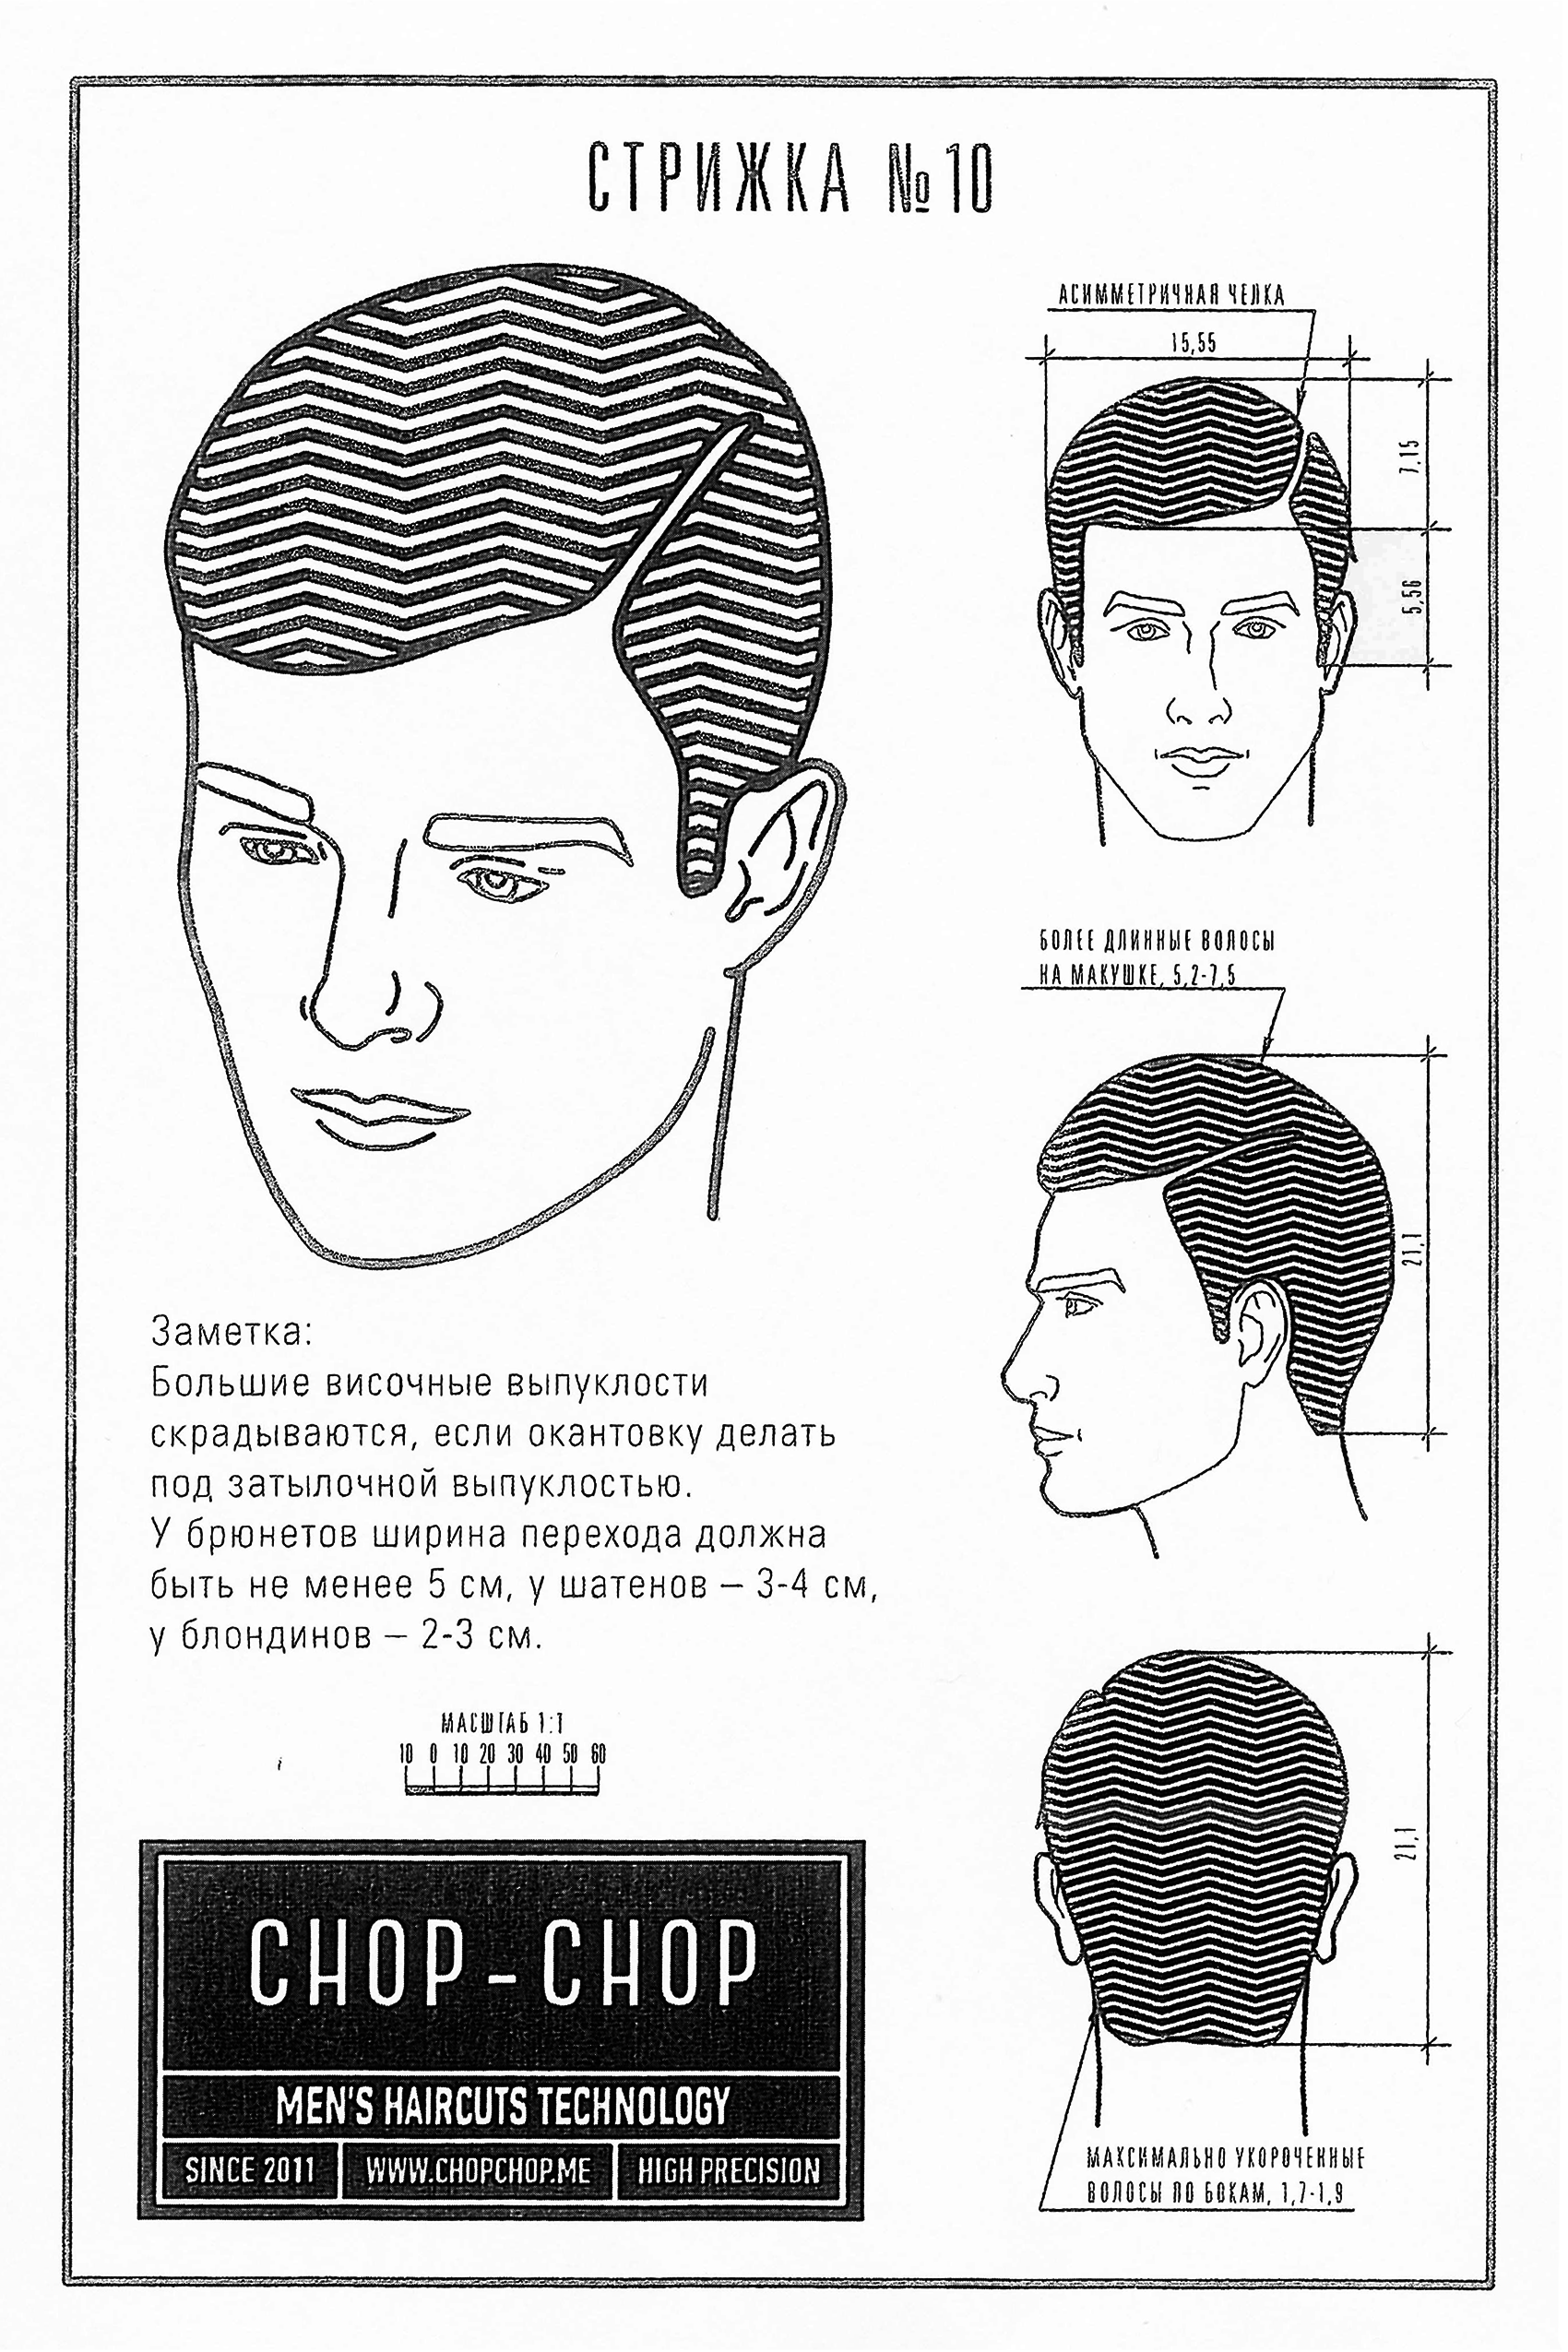 СТРИЖКА №10
АСИММЕТРИЧНАЯ ЧЕЛКА
15,55
7,15
5,56
БОЛЕЕ ДЛИННЫЕ ВОЛОСЫ
НА МАКУШКЕ, 5,2-7,5
21,1
Заметка:
Большие височные выпуклости
скрадываются, если окантовку делать
под затылочной выпуклостью.
У брюнетов ширина перехода должна
быть не менее 5 см, у шатенов – 3-4 см,
у блондинов – 2-3 см.
МАСШТАБ 1:1
10 0 10 20 30 40 50 60
21,1
МАКСИМАЛЬНО УКОРОЧЕННЫЕ
ВОЛОСЫ ПО БОКАМ, 1,7-1,9
CHOP-CHOP
MEN'S HAIRCUTS TECHNOLOGY
SINCE 2011 WWW.CHOPCHOP.ME HIGH PRECISION